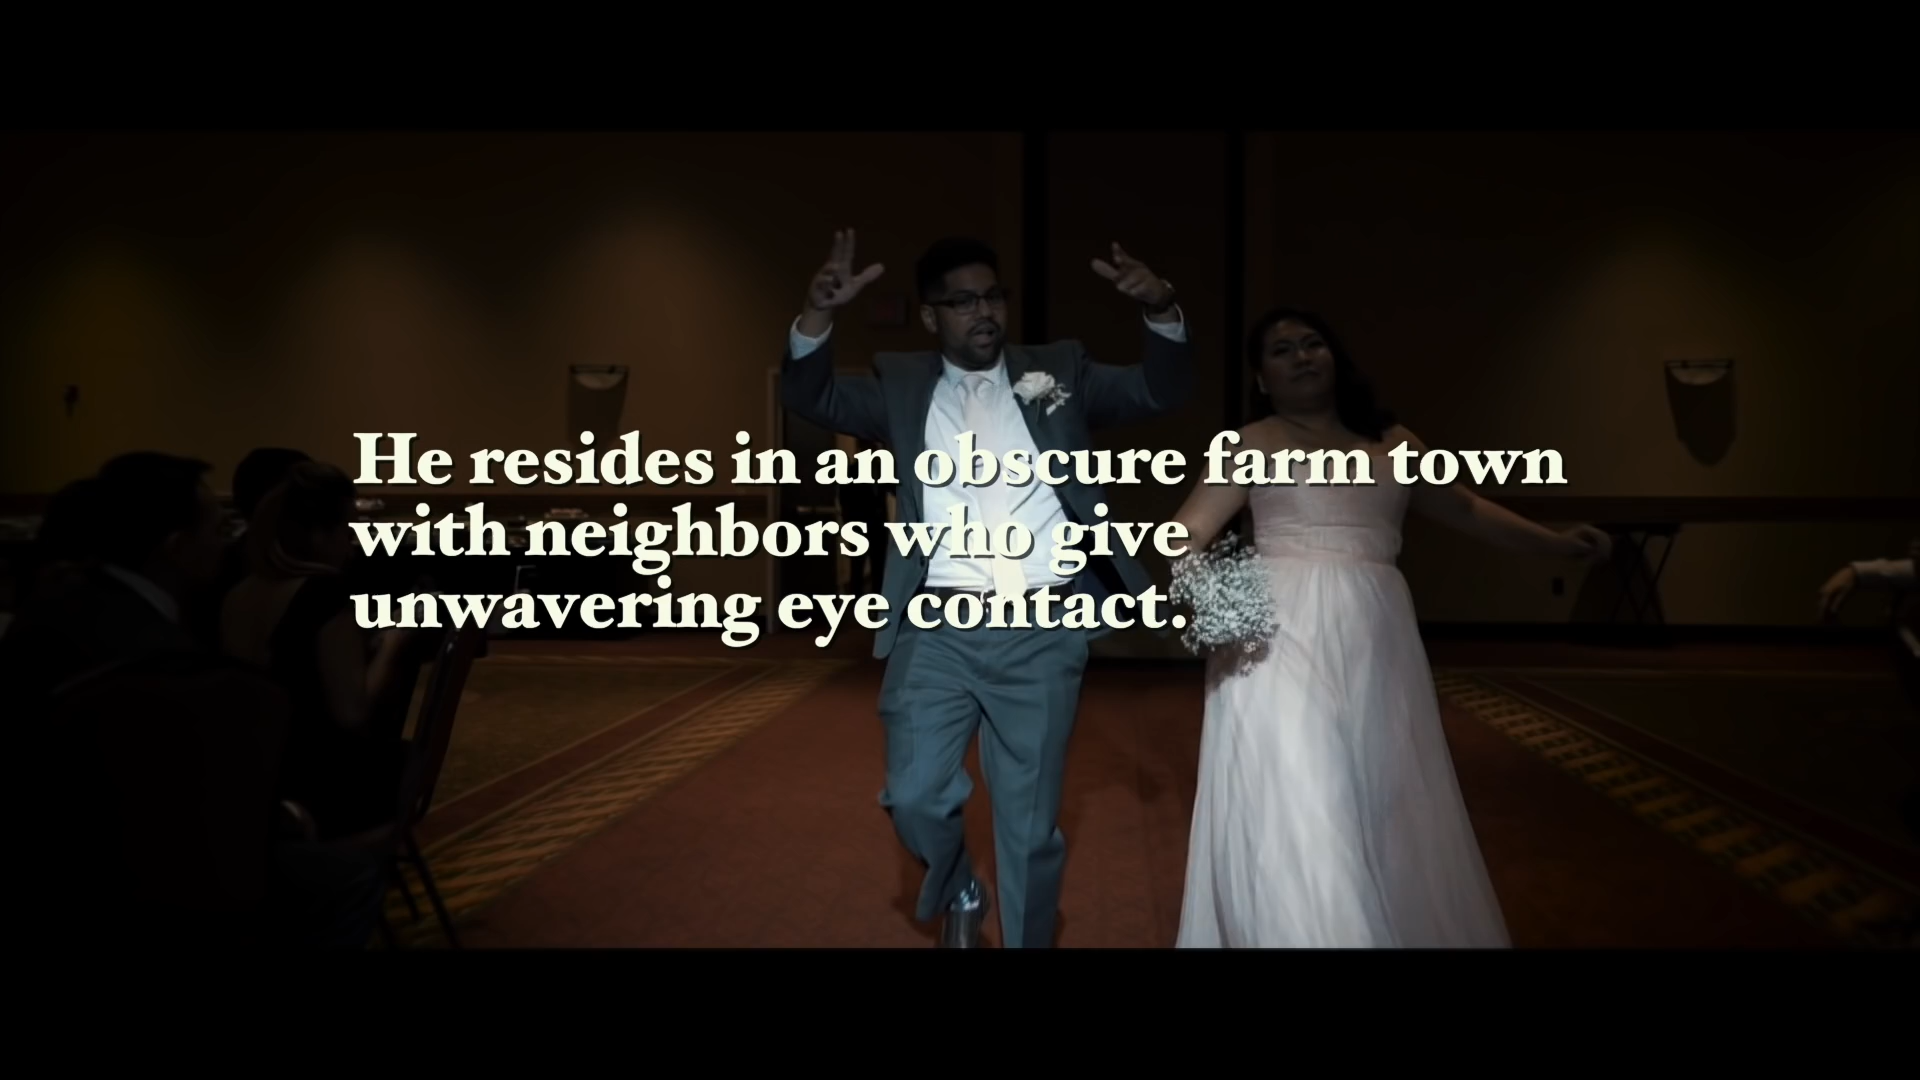 He resides in an obscure farm town
with neighbors who give
unwavering eye contact.